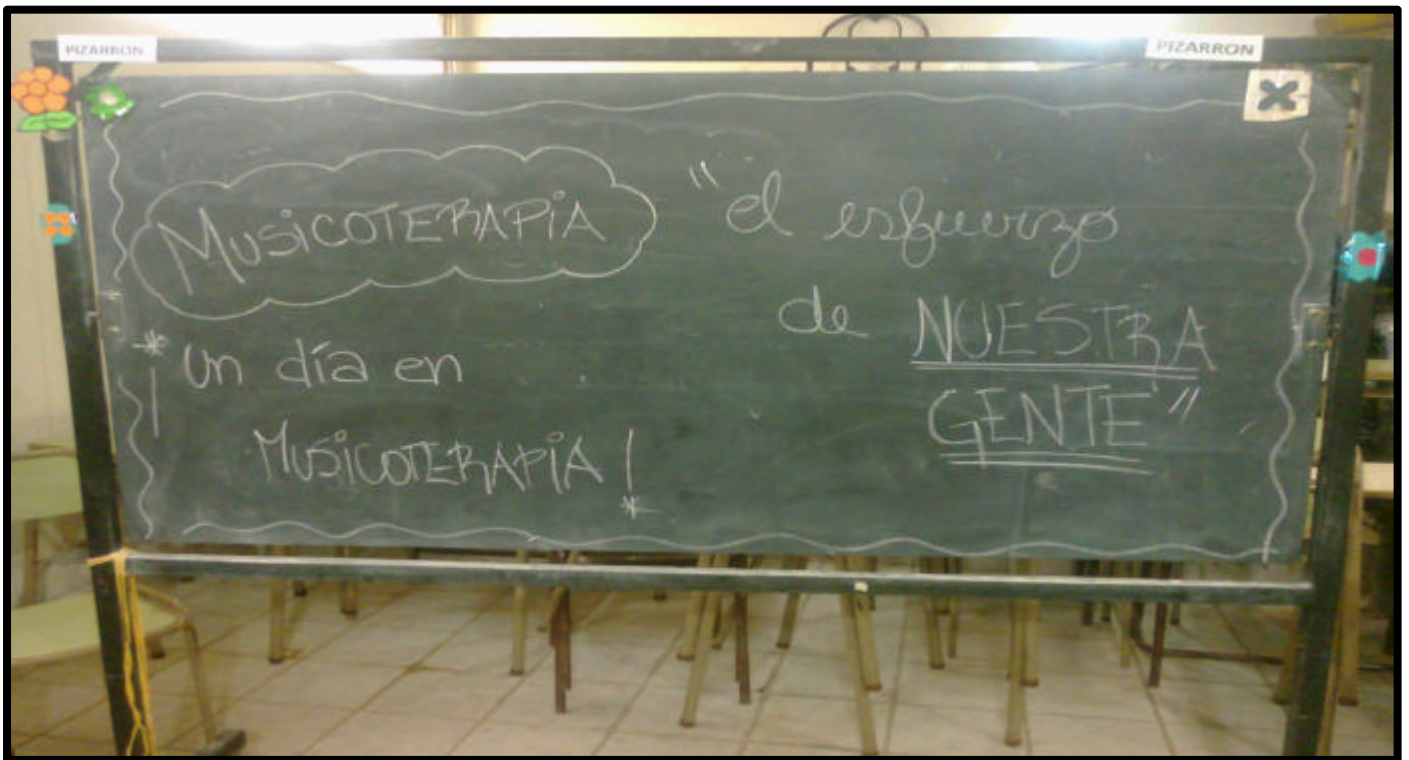 PIZARRON
PIZARRON
MUSICOTERAPIA
"el esfuerzo
de NUESTRA
GENTE"
* ¡Un día en
MUSICOTERAPIA! *